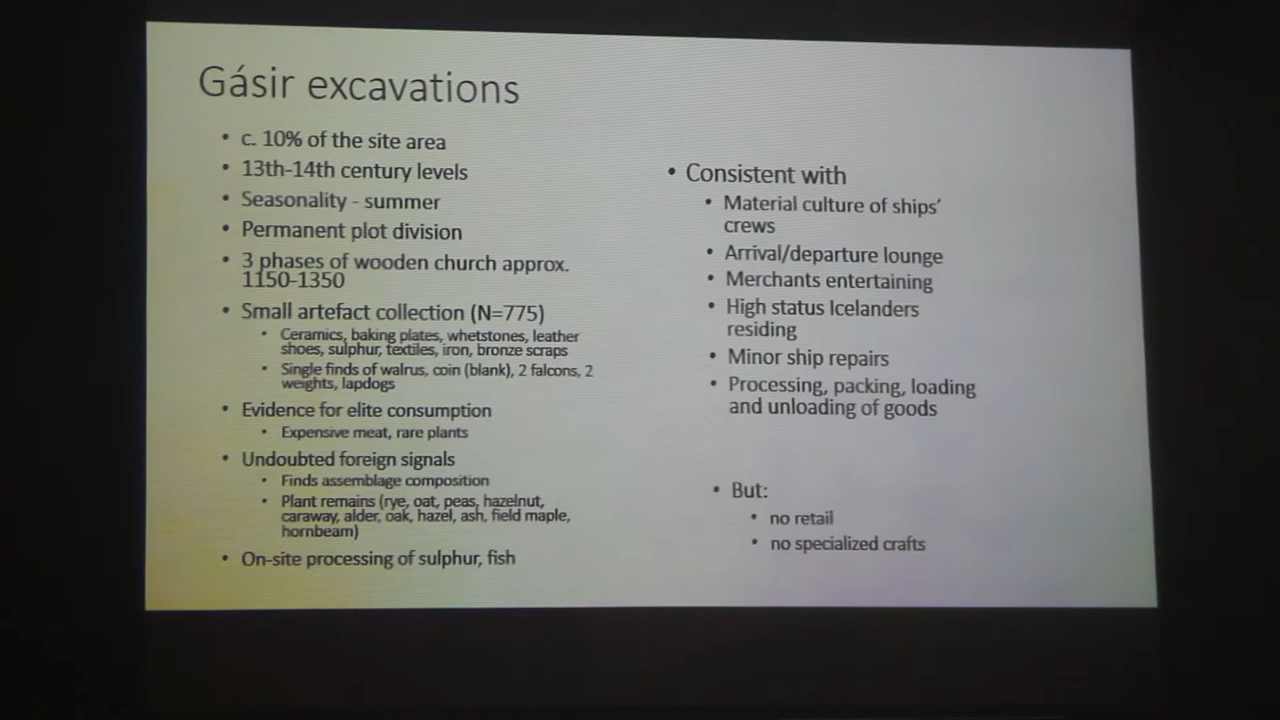 Gásir excavations
• c. 10% of the site area
• 13th-14th century levels
• Seasonality - summer
• Permanent plot division
• 3 phases of wooden church approx.
1150-1350
• Small artefact collection (N=775)
• Ceramics, baking plates, whetstones, leather
shoes, sulphur, textiles, iron, bronze scraps
• Single finds of walrus, coin (blank), 2 falcons, 2
weights, lapdogs
• Evidence for elite consumption
• Expensive meat, rare plants
• Undoubted foreign signals
• Finds assemblage composition
• Plant remains (rye, oat, peas, hazelnut,
caraway, alder, oak, hazel, ash, field maple,
hornbeam)
• On-site processing of sulphur, fish
• Consistent with
• Material culture of ships’
crews
• Arrival/departure lounge
• Merchants entertaining
• High status Icelanders
residing
• Minor ship repairs
• Processing, packing, loading
and unloading of goods
• But:
• no retail
• no specialized crafts